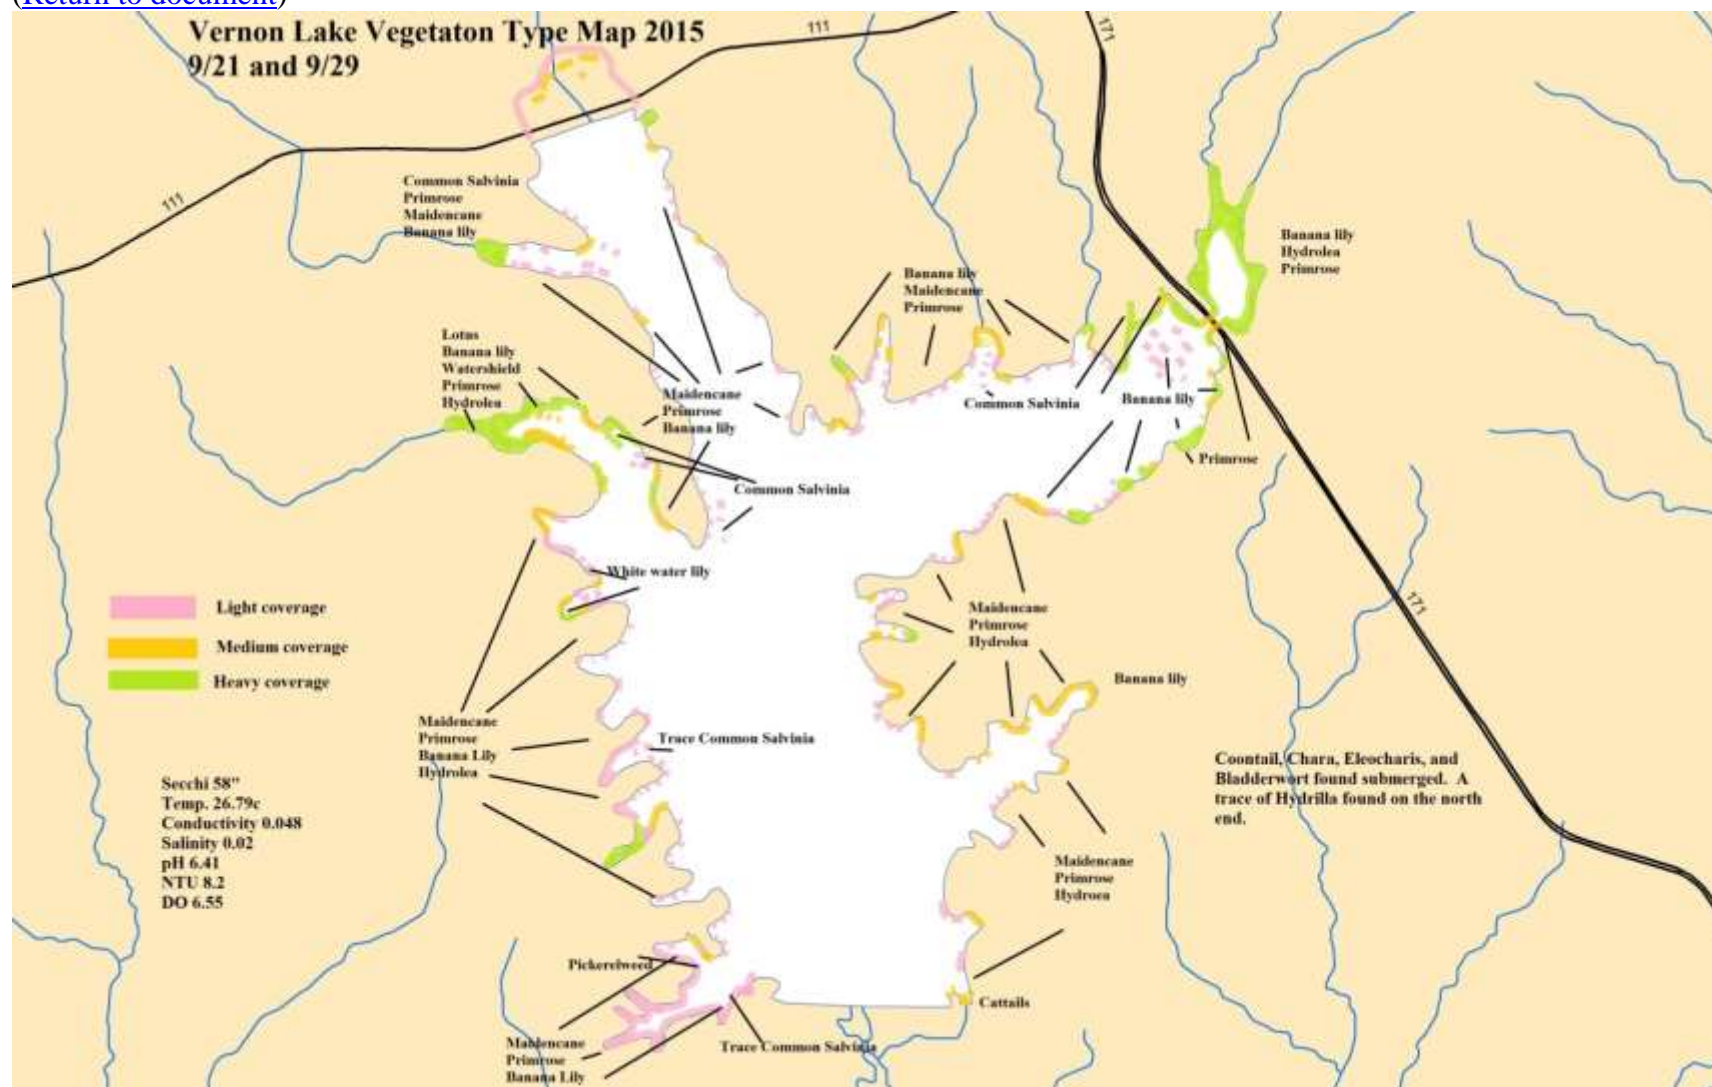 (Return to document)
Vernon Lake Vegetaton Type Map 2015
9/21 and 9/29
111
171
111
Common Salvinia
Primrose
Maidencane
Banana lily
Banana lily
Hydrolea
Primrose
Banana lily
Maidencane
Primrose
Lotus
Banana lily
Watershield
Primrose
Hydrolea
Maidencane
Primrose
Banana lily
Common Salvinia
Banana lily
Primrose
Common Salvinia
White water lily
171
Light coverage
Medium coverage
Heavy coverage
Maidencane
Primrose
Hydrolea
Banana lily
Maidencane
Primrose
Banana Lily
Hydrolea
Trace Common Salvinia
Coontail, Chara, Eleocharis, and
Bladderwort found submerged. A
trace of Hydrilla found on the north
end.
Secchi 58"
Temp. 26.79c
Conductivity 0.048
Salinity 0.02
pH 6.41
NTU 8.2
DO 6.55
Maidencane
Primrose
Hydroea
Pickerelweed
Cattails
Maidencane
Primrose
Banana Lily
Trace Common Salvinia